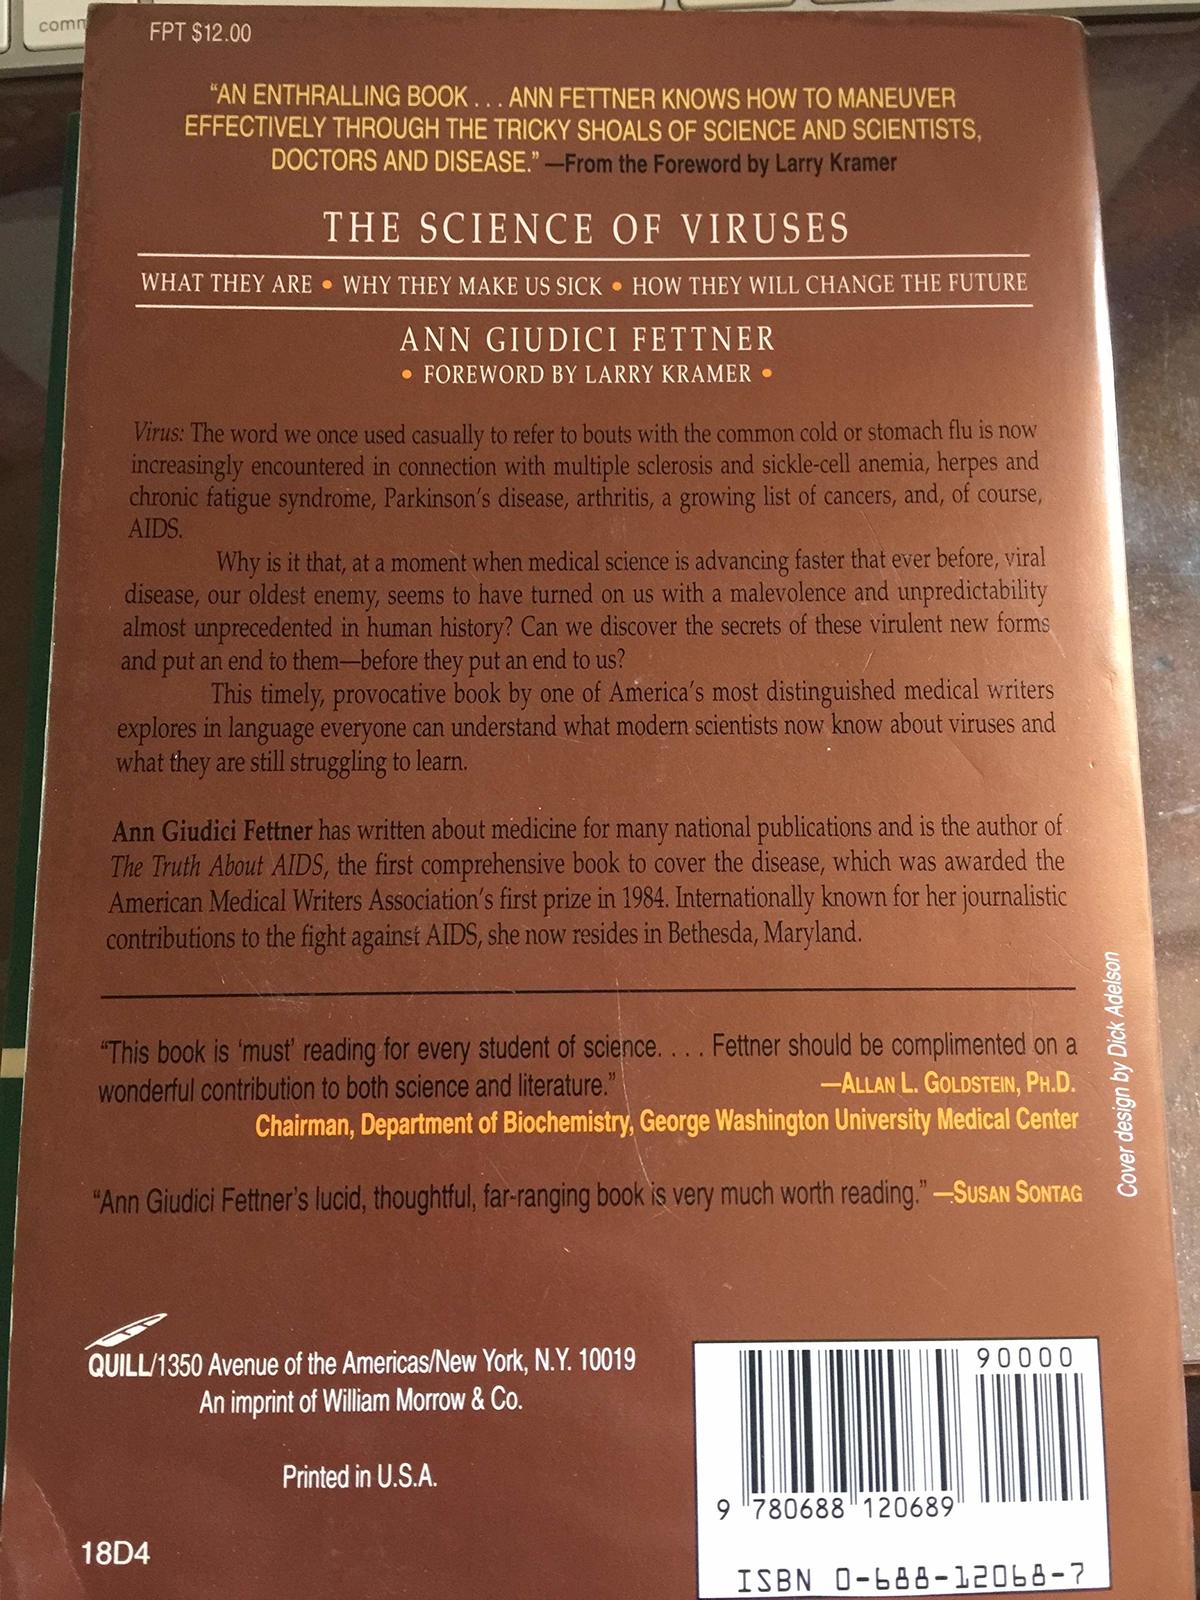 comm
FPT $12.00
“AN ENTHRALLING BOOK . . . ANN FETTNER KNOWS HOW TO MANEUVER
EFFECTIVELY THROUGH THE TRICKY SHOALS OF SCIENCE AND SCIENTISTS,
DOCTORS AND DISEASE.” —From the Foreword by Larry Kramer
THE SCIENCE OF VIRUSES
WHAT THEY ARE • WHY THEY MAKE US SICK • HOW THEY WILL CHANGE THE FUTURE
ANN GIUDICI FETTNER
• FOREWORD BY LARRY KRAMER •
Virus: The word we once used casually to refer to bouts with the common cold or stomach flu is now
increasingly encountered in connection with multiple sclerosis and sickle-cell anemia, herpes and
chronic fatigue syndrome, Parkinson’s disease, arthritis, a growing list of cancers, and, of course,
AIDS.
Why is it that, at a moment when medical science is advancing faster that ever before, viral
disease, our oldest enemy, seems to have turned on us with a malevolence and unpredictability
almost unprecedented in human history? Can we discover the secrets of these virulent new forms
and put an end to them—before they put an end to us?
This timely, provocative book by one of America’s most distinguished medical writers
explores in language everyone can understand what modern scientists now know about viruses and
what they are still struggling to learn.
Ann Giudici Fettner has written about medicine for many national publications and is the author of
The Truth About AIDS, the first comprehensive book to cover the disease, which was awarded the
American Medical Writers Association’s first prize in 1984. Internationally known for her journalistic
contributions to the fight against AIDS, she now resides in Bethesda, Maryland.
“This book is ‘must’ reading for every student of science. . . . Fettner should be complimented on a
wonderful contribution to both science and literature.” —ALLAN L. GOLDSTEIN, PH.D.
Chairman, Department of Biochemistry, George Washington University Medical Center
“Ann Giudici Fettner’s lucid, thoughtful, far-ranging book is very much worth reading.” —SUSAN SONTAG
Cover design by Dick Adelson
QUILL/1350 Avenue of the Americas/New York, N.Y. 10019
An imprint of William Morrow & Co.
Printed in U.S.A.
18D4
90000
9 780688 120689
ISBN 0-688-12068-7